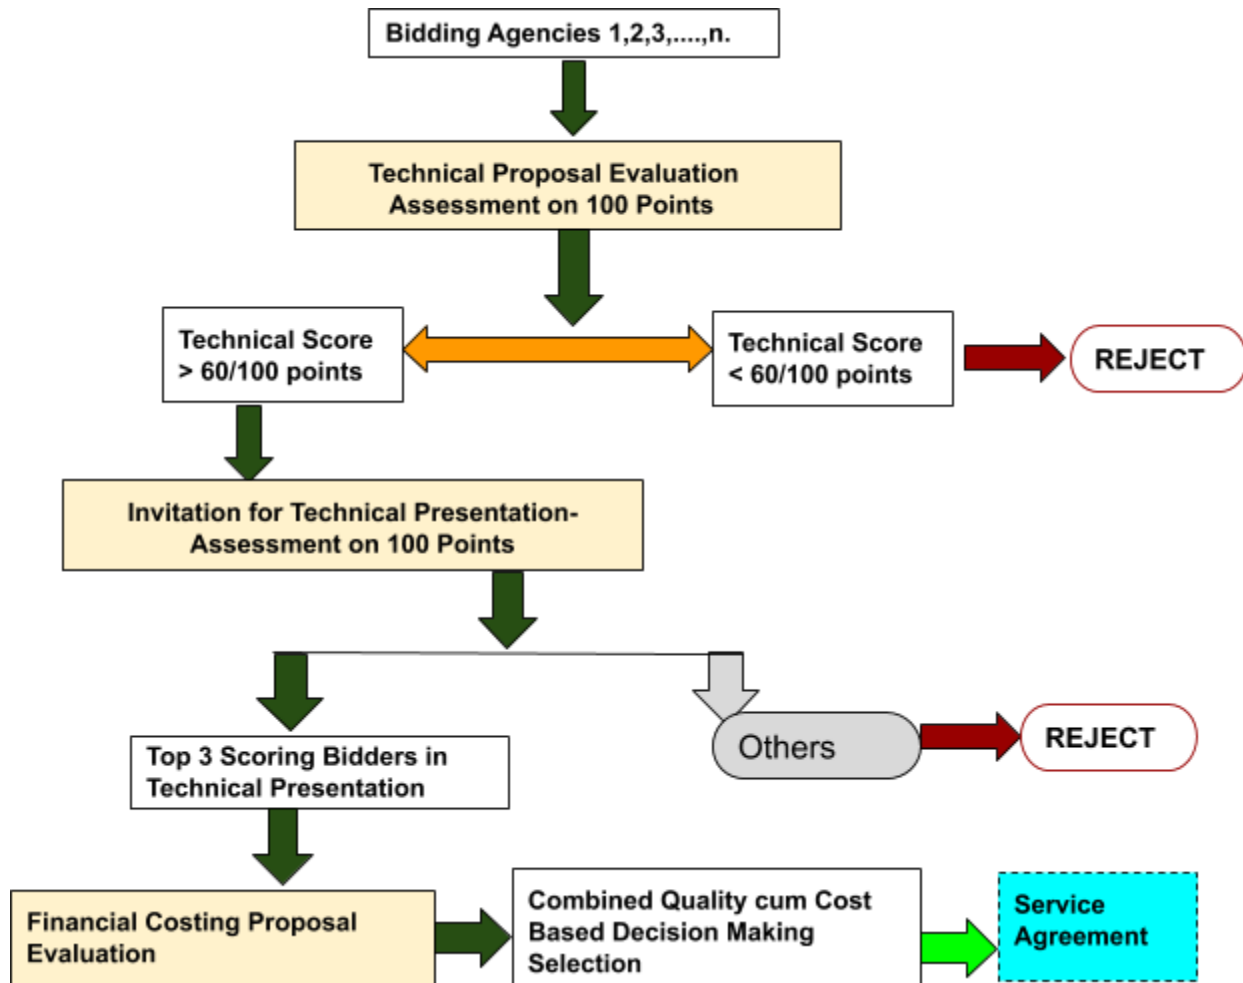 Bidding Agencies 1,2,3,....,n.
Technical Proposal Evaluation
Assessment on 100 Points
Technical Score
> 60/100 points
Technical Score
< 60/100 points
REJECT
Invitation for Technical Presentation-
Assessment on 100 Points
Top 3 Scoring Bidders in
Technical Presentation
Others
REJECT
Financial Costing Proposal
Evaluation
Combined Quality cum Cost
Based Decision Making
Selection
Service
Agreement